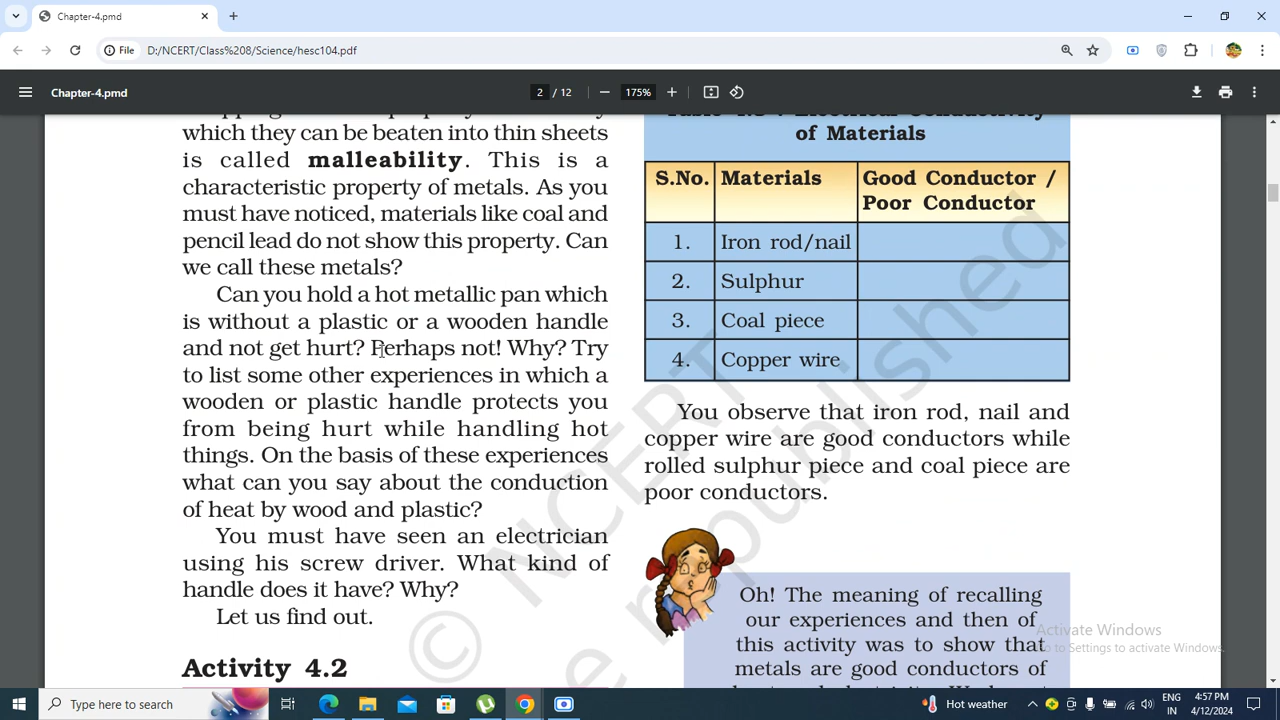 Chapter-4.pmd
File
D:/NCERT/Class%208/Science/hesc104.pdf
Chapter-4.pmd
2 / 12
175%
which they can be beaten into thin sheets
is called malleability. This is a
characteristic property of metals. As you
must have noticed, materials like coal and
pencil lead do not show this property. Can
we call these metals?
Can you hold a hot metallic pan which
is without a plastic or a wooden handle
and not get hurt? Perhaps not! Why? Try
to list some other experiences in which a
wooden or plastic handle protects you
from being hurt while handling hot
things. On the basis of these experiences
what can you say about the conduction
of heat by wood and plastic?
You must have seen an electrician
using his screw driver. What kind of
handle does it have? Why?
Let us find out.
Activity 4.2
of Materials
S.No. Materials Good Conductor /
Poor Conductor
1. Iron rod/nail
2. Sulphur
3. Coal piece
4. Copper wire
You observe that iron rod, nail and
copper wire are good conductors while
rolled sulphur piece and coal piece are
poor conductors.
Oh! The meaning of recalling
our experiences and then of
this activity was to show that
metals are good conductors of
© NCERT
republished
Activate Windows
Go to Settings to activate Windows.
Type here to search
Hot weather
ENG
IN
4:57 PM
4/12/2024